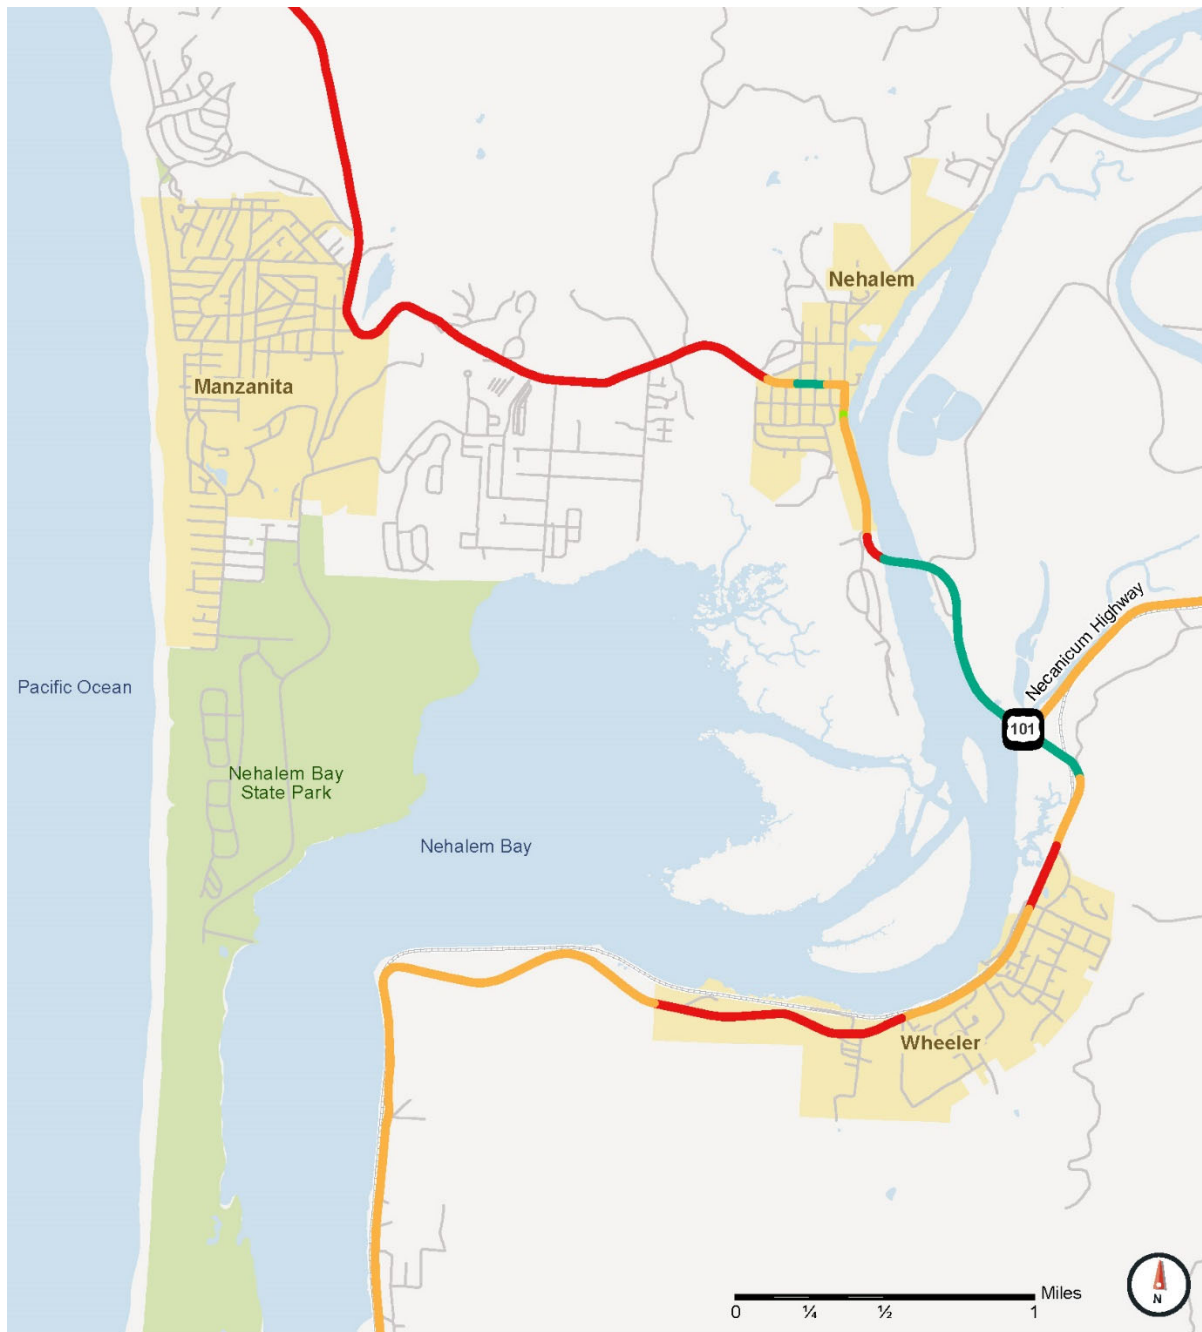 Nehalem
Manzanita
Necanicum Highway
Pacific Ocean
101
Nehalem Bay
State Park
Nehalem Bay
Wheeler
Miles
0 ¼ ½ 1
N